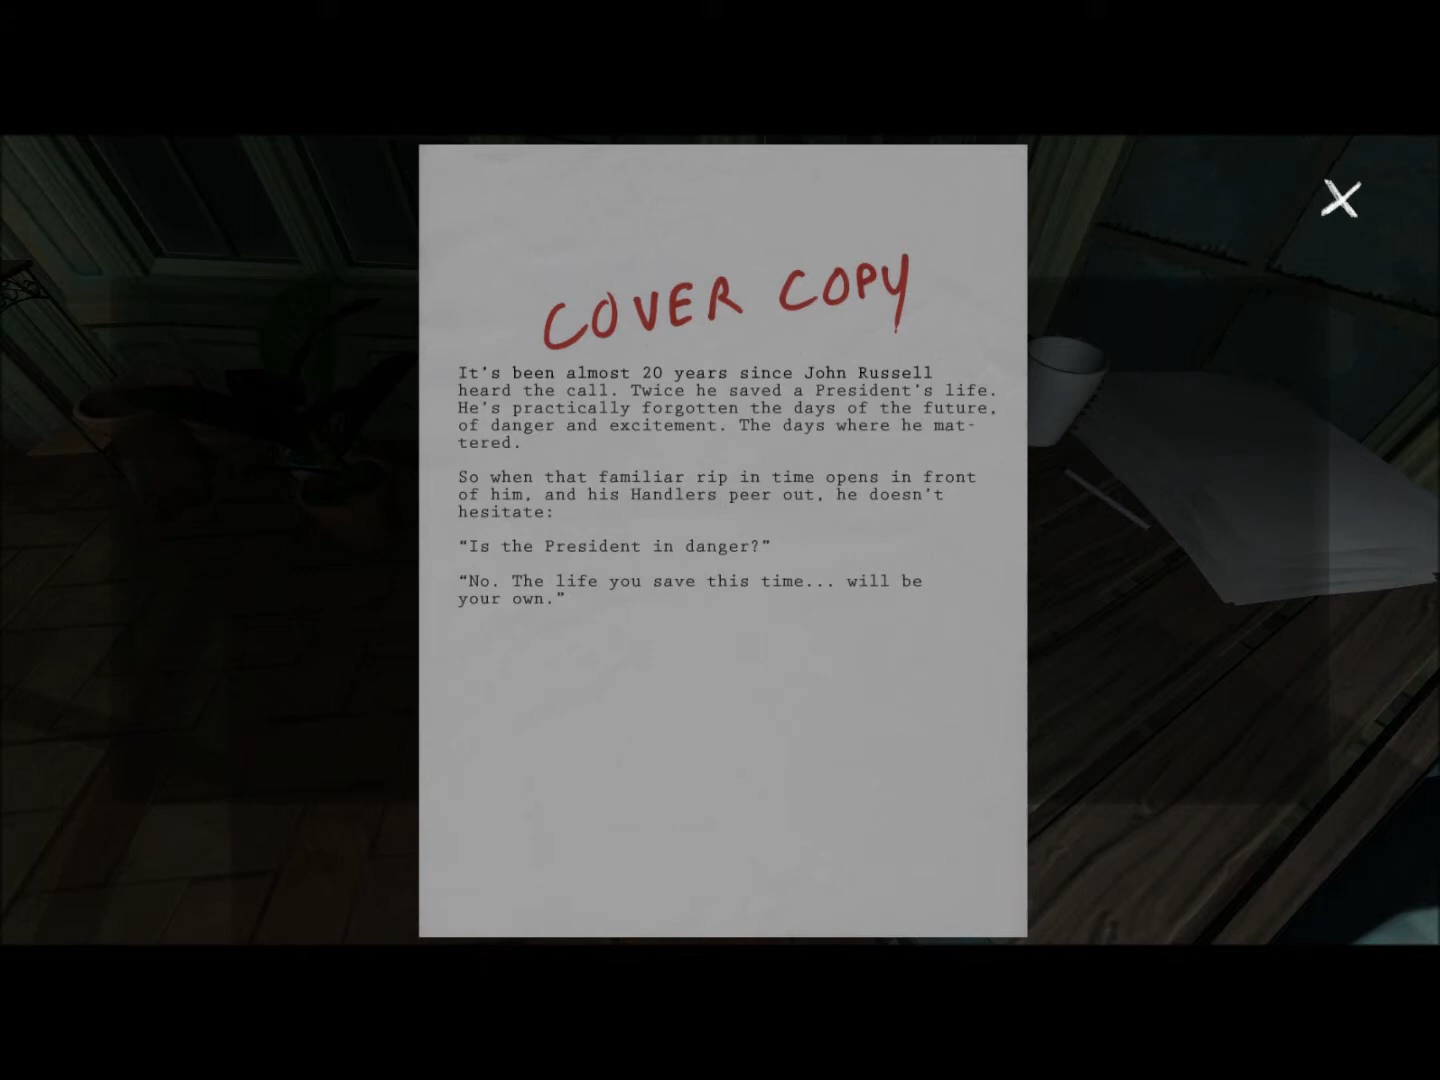 COVER COPY
It's been almost 20 years since John Russell
heard the call. Twice he saved a President's life.
He's practically forgotten the days of the future,
of danger and excitement. The days where he mat-
tered.
So when that familiar rip in time opens in front
of him, and his Handlers peer out, he doesn't
hesitate:
“Is the President in danger?”
“No. The life you save this time... will be
your own.”